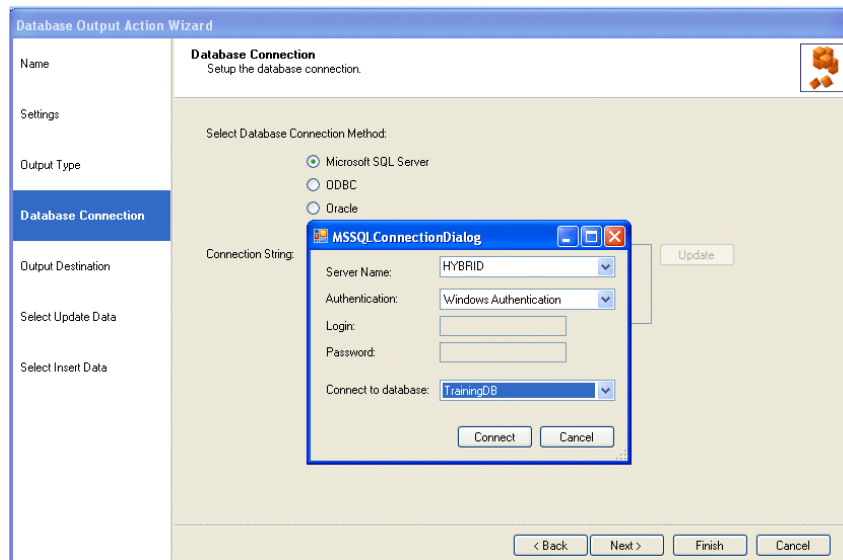 Database Output Action Wizard
Name
Settings
Output Type
Database Connection
Output Destination
Select Update Data
Select Insert Data
Database Connection
Setup the database connection.
Select Database Connection Method:
Microsoft SQL Server
ODBC
Oracle
Connection String:
Update
MSSQLConnectionDialog
Server Name: HYBRID
Authentication: Windows Authentication
Login:
Password:
Connect to database: TrainingDB
Connect Cancel
< Back Next > Finish Cancel